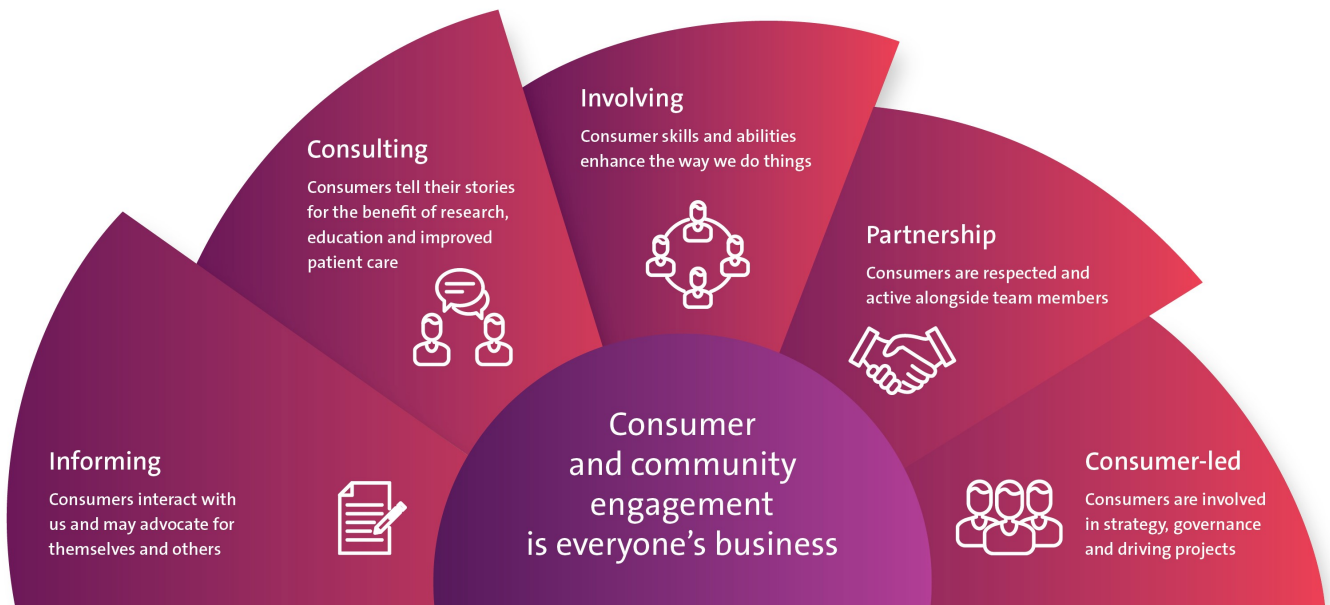 Informing
Consumers interact with
us and may advocate for
themselves and others
Consulting
Consumers tell their stories
for the benefit of research,
education and improved
patient care
Involving
Consumer skills and abilities
enhance the way we do things
Partnership
Consumers are respected and
active alongside team members
Consumer-led
Consumers are involved
in strategy, governance
and driving projects
Consumer
and community
engagement
is everyone’s business